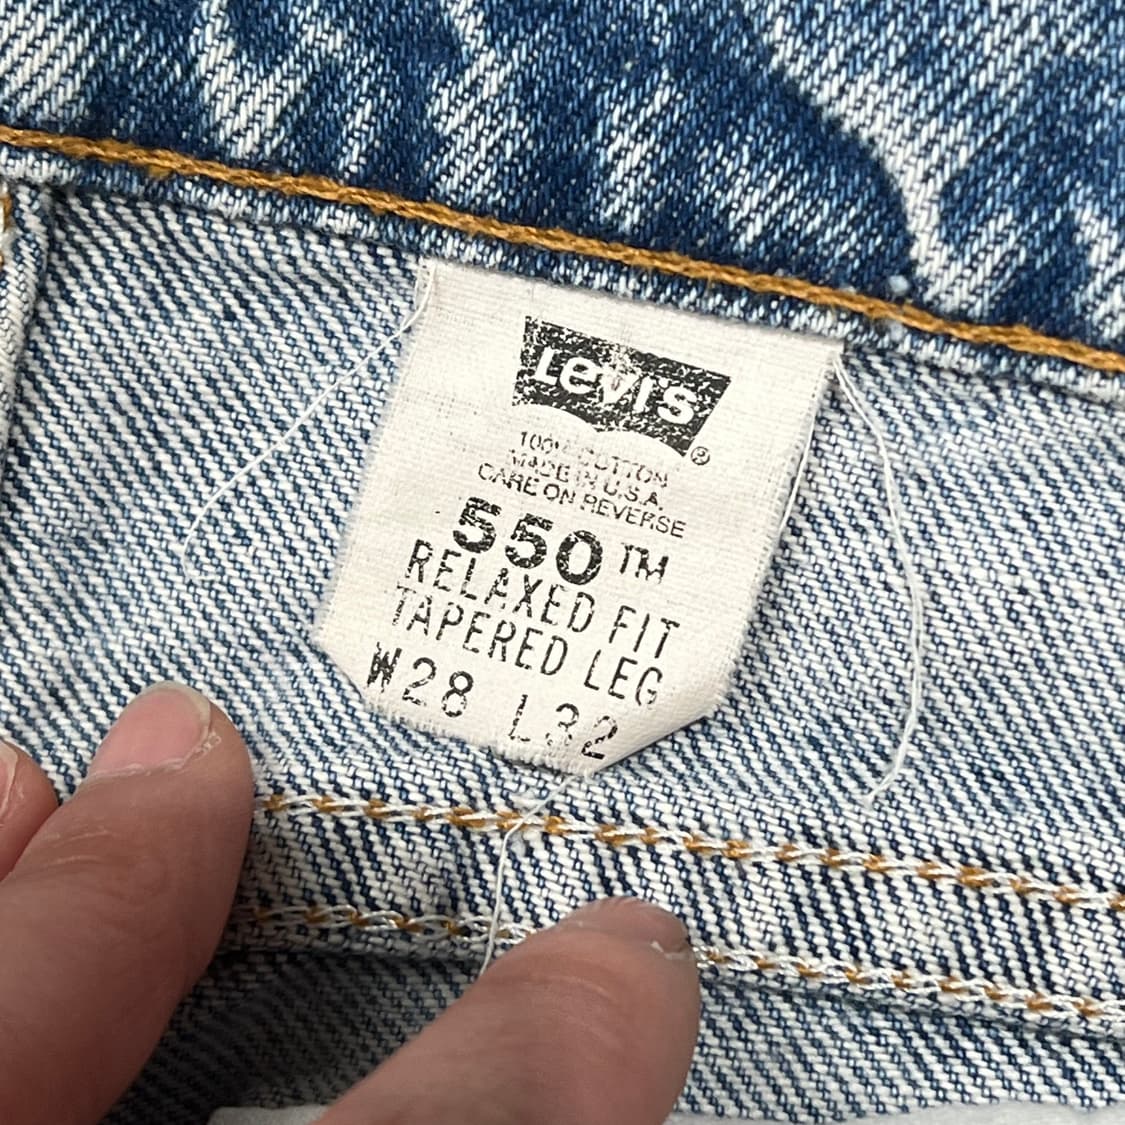 Levi's®
100% COTTON
MADE IN U.S.A.
CARE ON REVERSE
550™
RELAXED FIT
TAPERED LEG
W28 L32